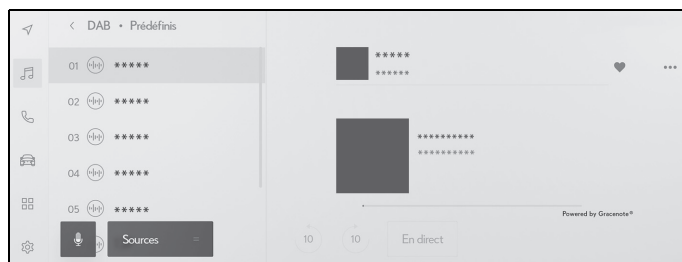 < DAB • Prédéfinis
01 *****
02 *****
03 *****
04 *****
05 *****
Sources =
*****
******
**********
**********
Powered by Gracenote®
10 10 En direct